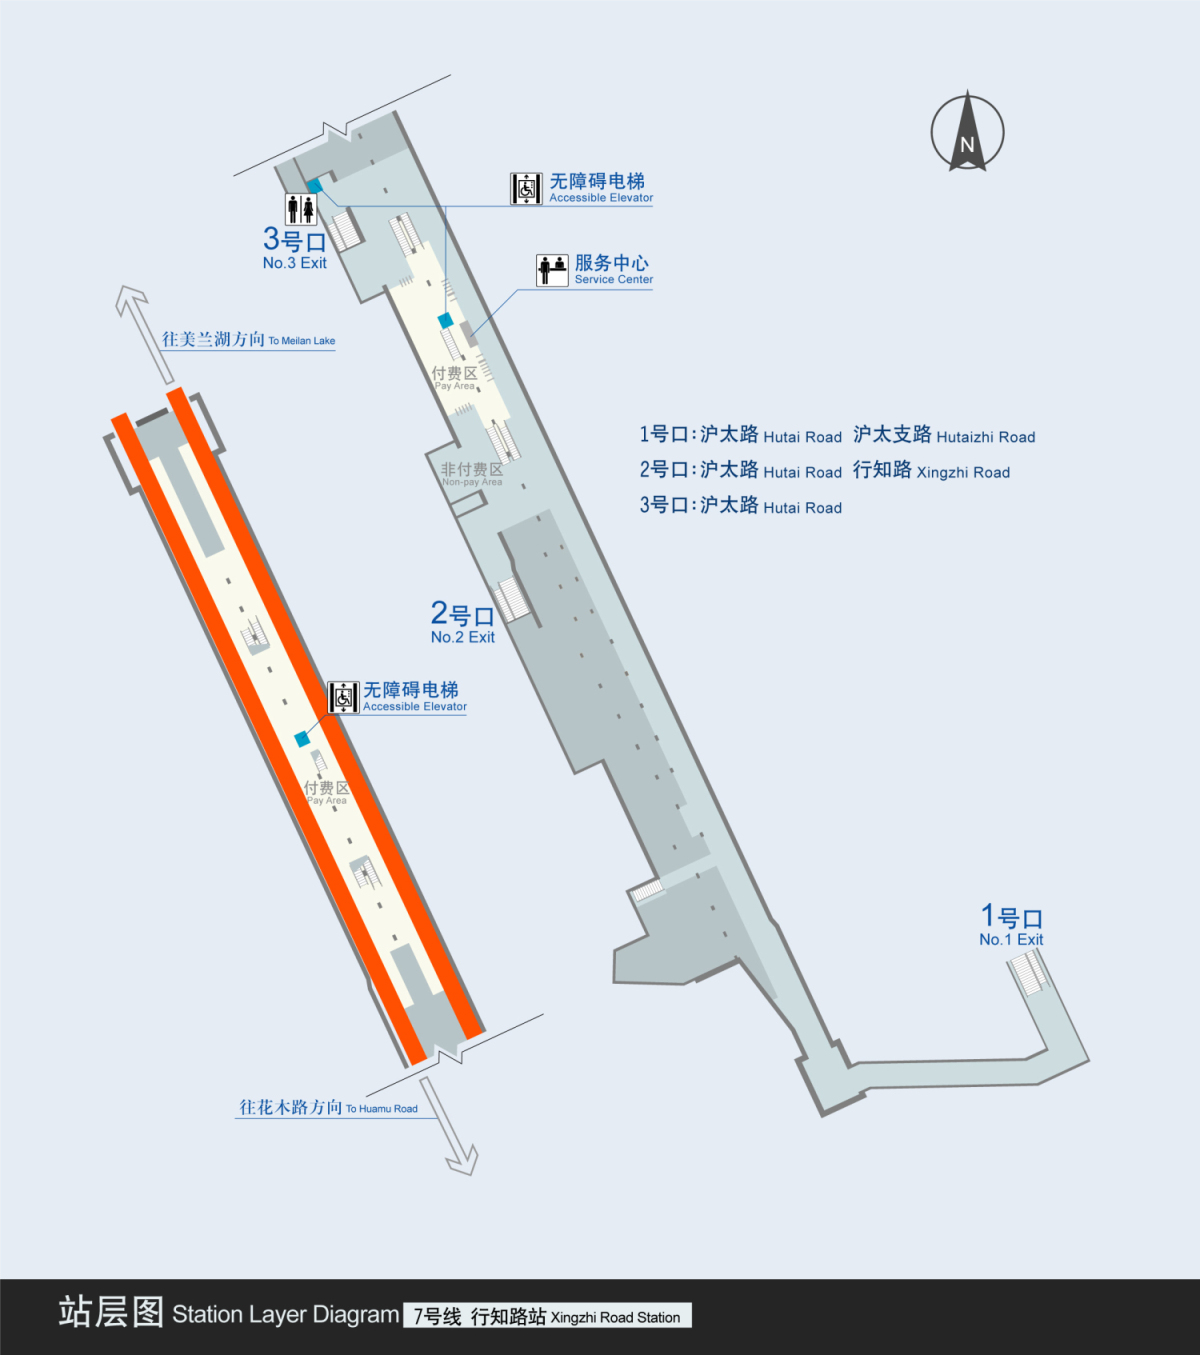 N
无障碍电梯
Accessible Elevator
3号口
No.3 Exit
服务中心
Service Center
往美兰湖方向 To Meilan Lake
付费区
Pay Area
非付费区
Non-pay Area
1号口：沪太路 Hutai Road 沪太支路 Hutaizhi Road
2号口：沪太路 Hutai Road 行知路 Xingzhi Road
3号口：沪太路 Hutai Road
2号口
No.2 Exit
无障碍电梯
Accessible Elevator
付费区
Pay Area
1号口
No.1 Exit
往花木路方向 To Huamu Road
站层图 Station Layer Diagram 7号线 行知路站 Xingzhi Road Station